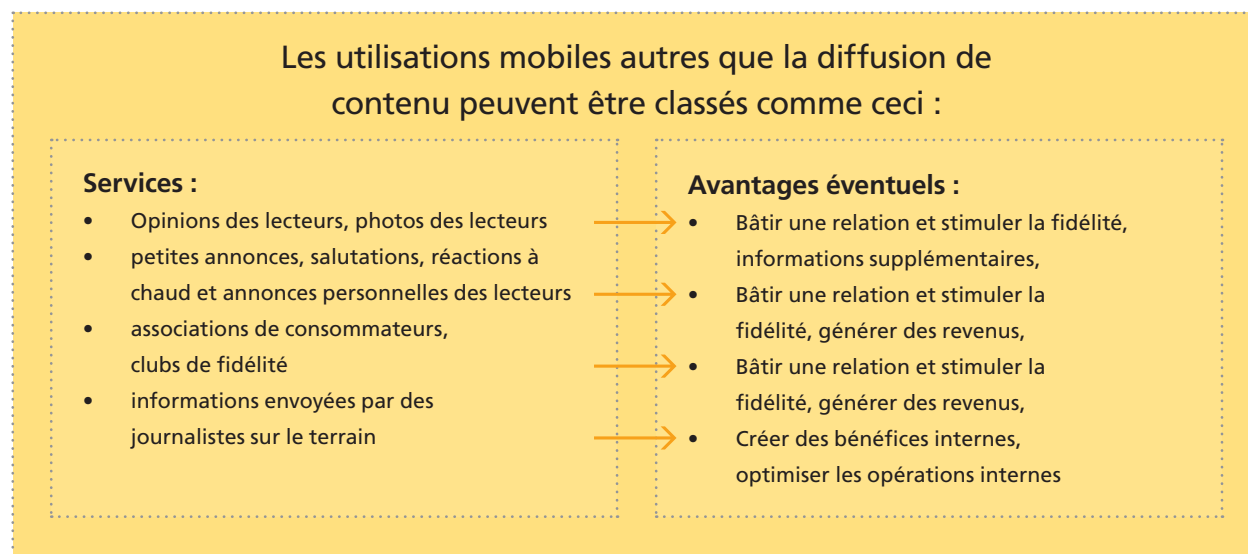 Les utilisations mobiles autres que la diffusion de
contenu peuvent être classés comme ceci :
Services :
• Opinions des lecteurs, photos des lecteurs
• petites annonces, salutations, réactions à
chaud et annonces personnelles des lecteurs
• associations de consommateurs,
clubs de fidélité
• informations envoyées par des
journalistes sur le terrain
Avantages éventuels :
• Bâtir une relation et stimuler la fidélité,
informations supplémentaires,
• Bâtir une relation et stimuler la
fidélité, générer des revenus,
• Bâtir une relation et stimuler la
fidélité, générer des revenus,
• Créer des bénéfices internes,
optimiser les opérations internes